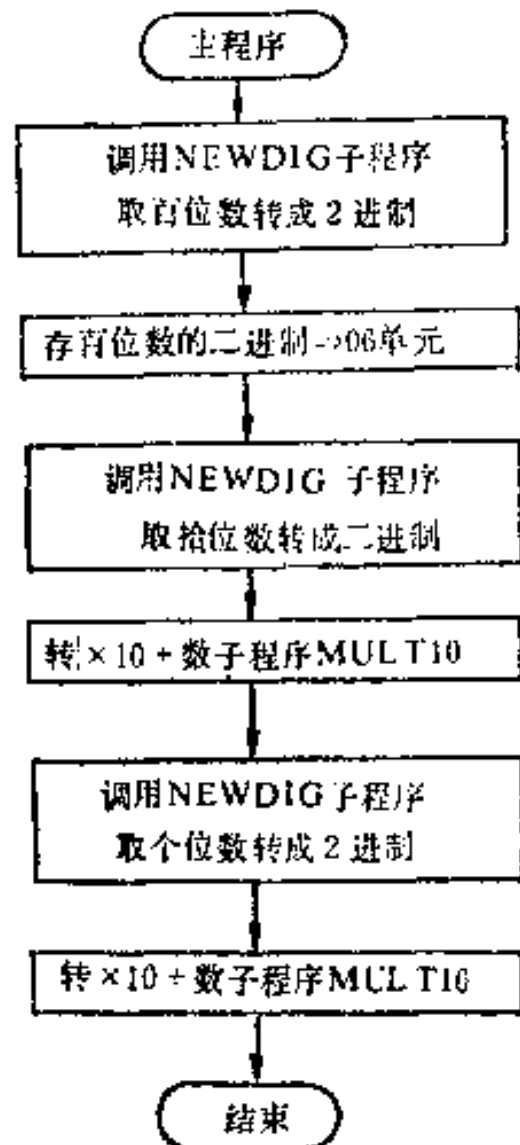 主程序
调用NEWDIG子程序
取百位数转成2进制
存百位数的二进制→06单元
调用NEWDIG 子程序
取拾位数转成二进制
转×10+数子程序MULT10
调用NEWDIG子程序
取个位数转成2进制
转×10+数子程序MULT10
结束